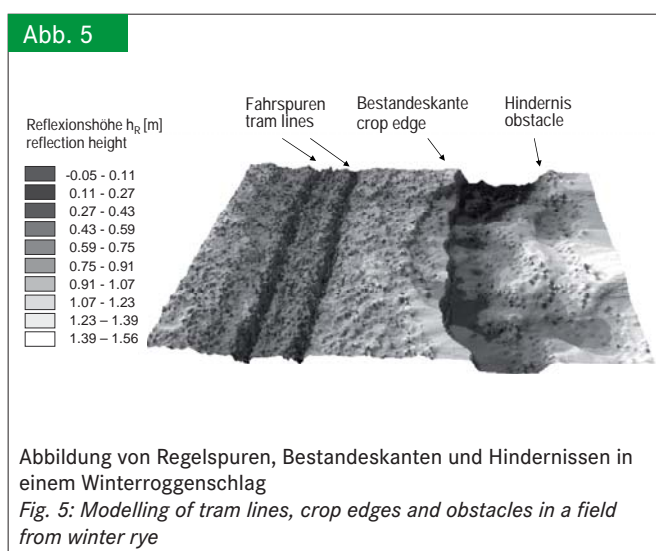 Abb. 5
Fahrspuren
tram lines
Bestandeskante
crop edge
Hindernis
obstacle
Reflexionshöhe hR [m]
reflection height
-0.05 - 0.11
0.11 - 0.27
0.27 - 0.43
0.43 - 0.59
0.59 - 0.75
0.75 - 0.91
0.91 - 1.07
1.07 - 1.23
1.23 – 1.39
1.39 – 1.56
Abbildung von Regelspuren, Bestandeskanten und Hindernissen in
einem Winterroggenschlag
Fig. 5: Modelling of tram lines, crop edges and obstacles in a field
from winter rye